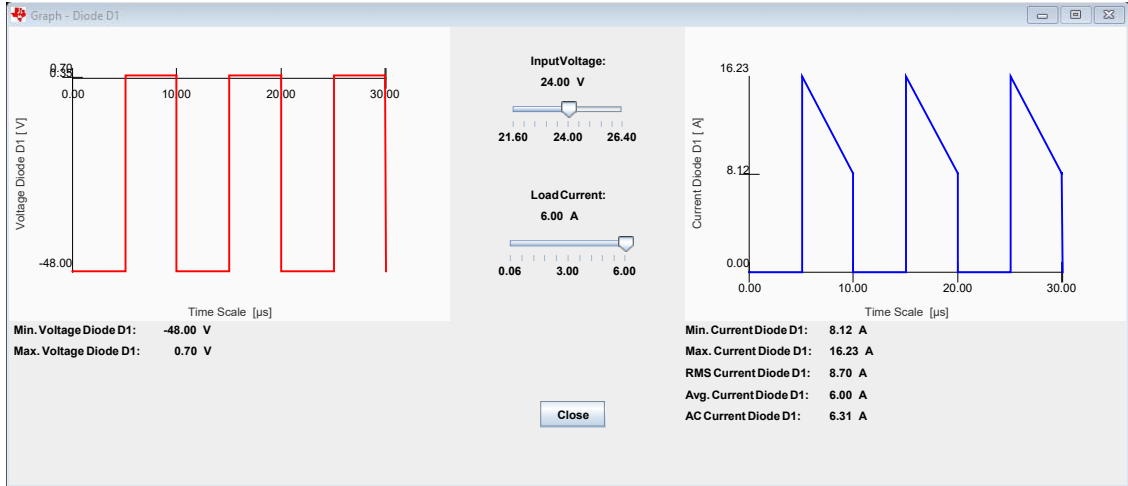 Graph - Diode D1
0.70
0.35
0.00 10.00 20.00 30.00
-48.00
Voltage Diode D1 [ V]
Time Scale [µs]
Min. Voltage Diode D1: -48.00 V
Max. Voltage Diode D1: 0.70 V
Input Voltage:
24.00 V
21.60 24.00 26.40
Load Current:
6.00 A
0.06 3.00 6.00
Close
16.23
8.12
0.00
0.00 10.00 20.00 30.00
Current Diode D1 [ A]
Time Scale [µs]
Min. Current Diode D1: 8.12 A
Max. Current Diode D1: 16.23 A
RMS Current Diode D1: 8.70 A
Avg. Current Diode D1: 6.00 A
AC Current Diode D1: 6.31 A